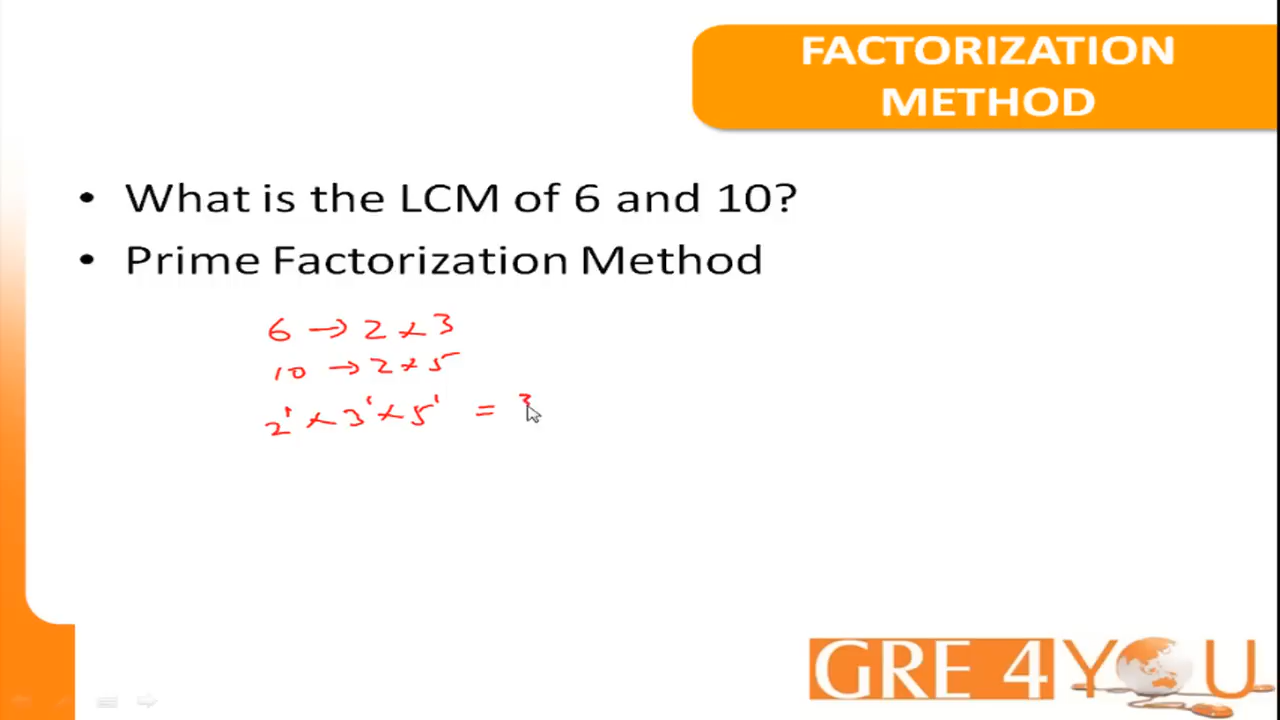 FACTORIZATION
METHOD
• What is the LCM of 6 and 10?
• Prime Factorization Method
6 → 2 × 3
10 → 2 × 5
2¹ × 3¹ × 5¹ = 3
GRE 4YOU